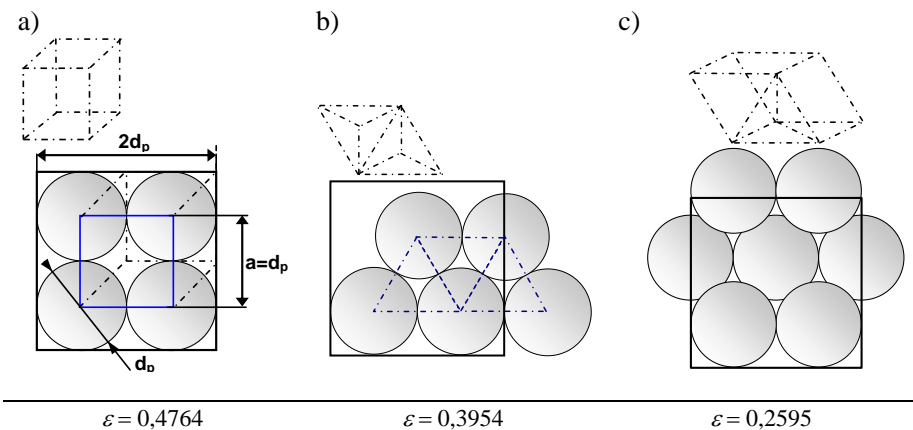 a)
b)
c)
2dₚ
a=dₚ
dₚ
ε = 0,4764
ε = 0,3954
ε = 0,2595